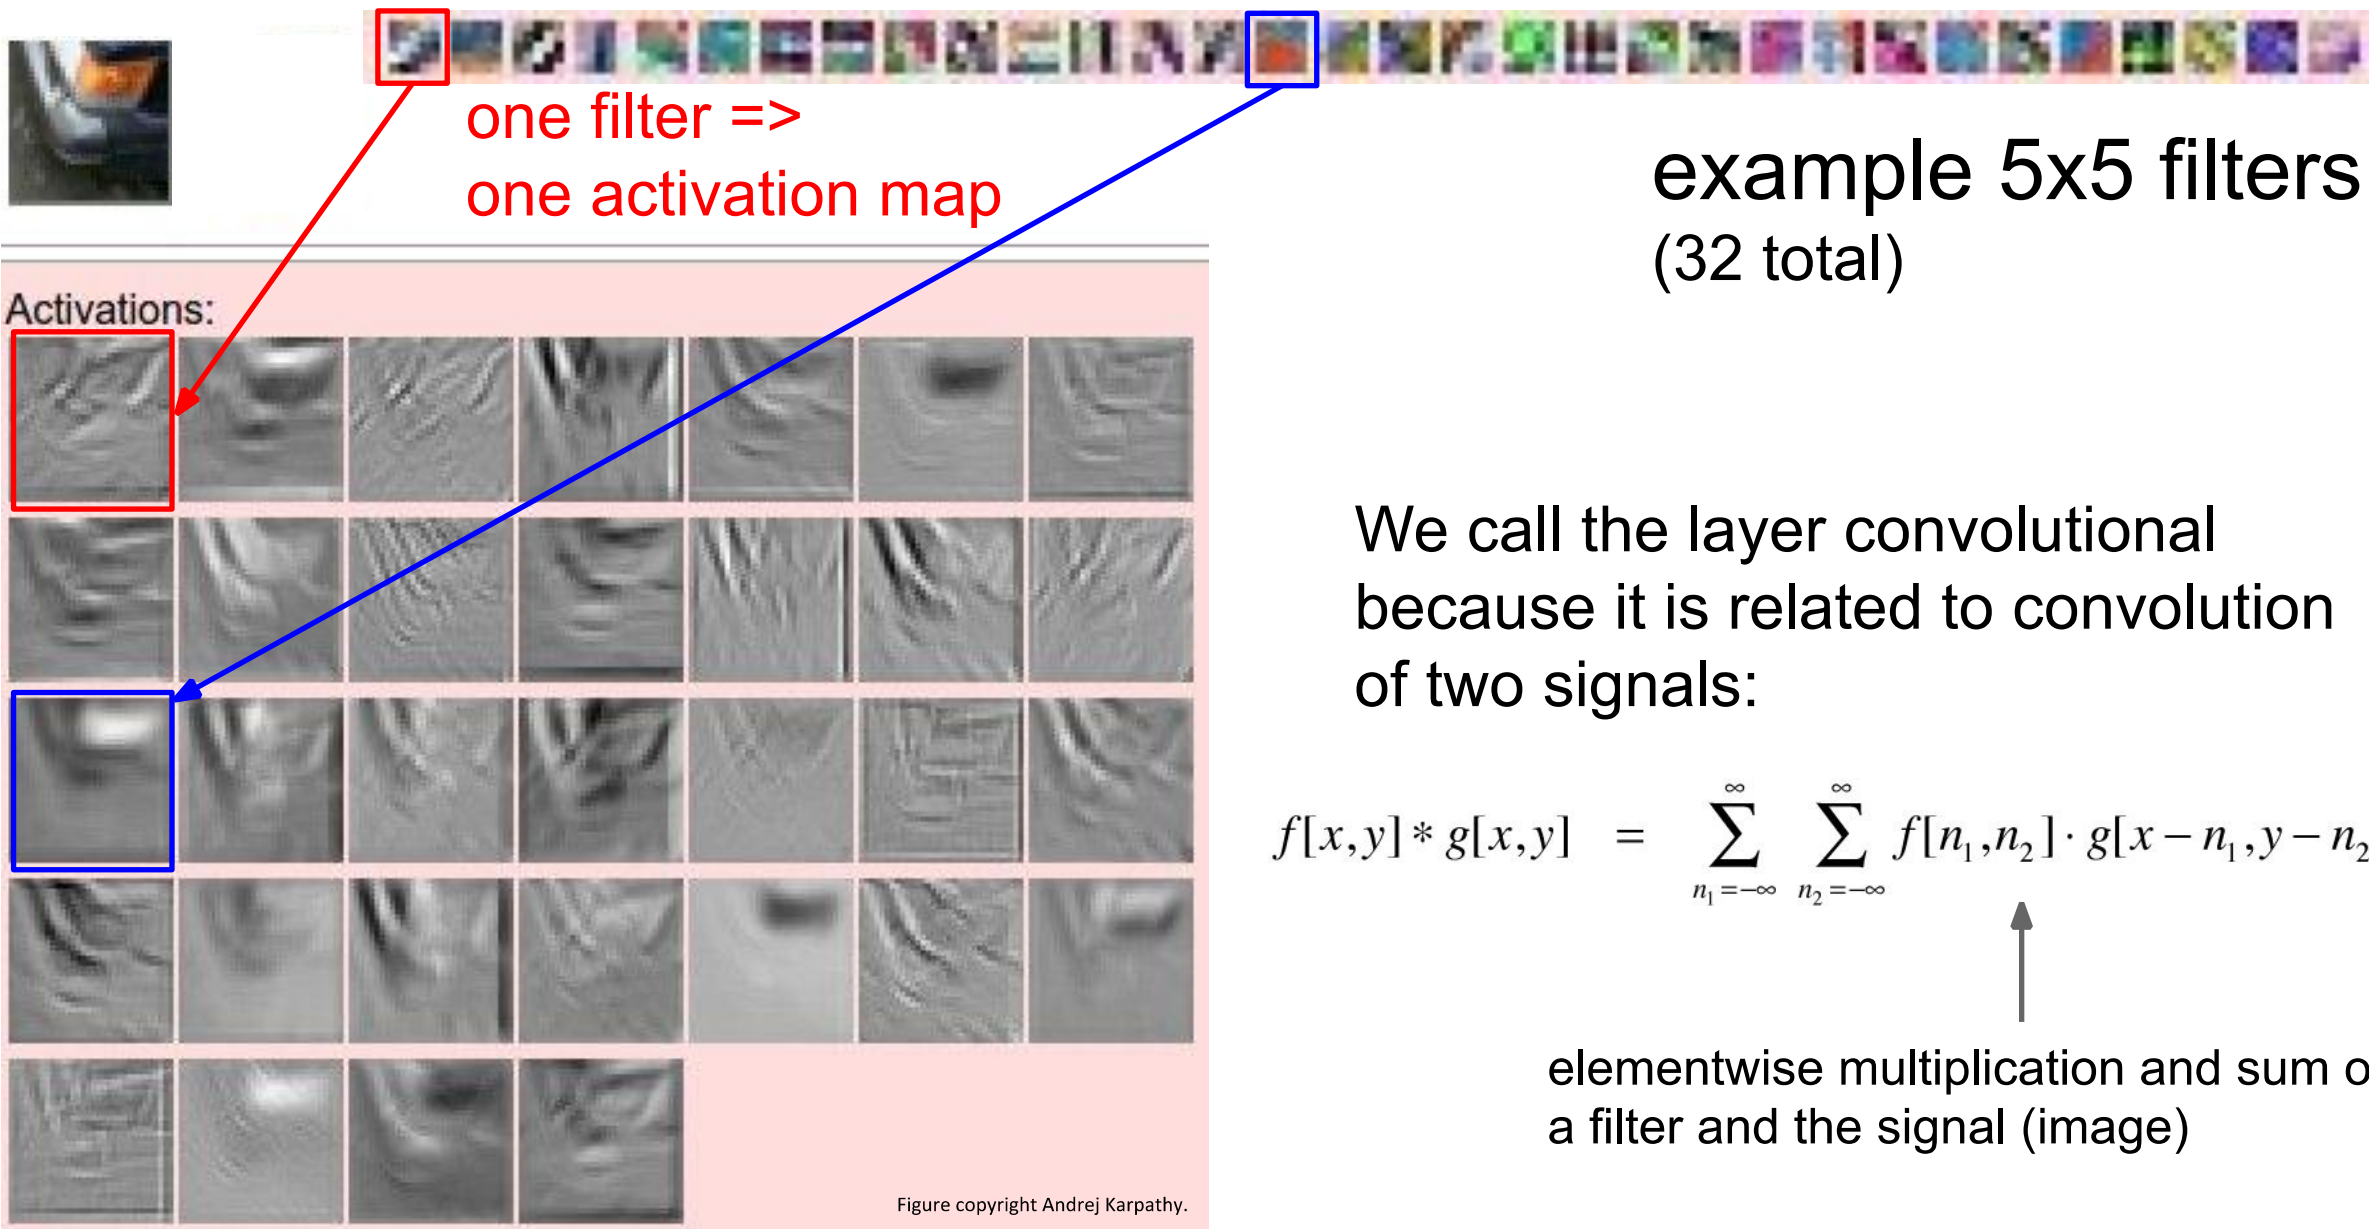 one filter =>
one activation map
example 5x5 filters
(32 total)
Activations:
We call the layer convolutional
because it is related to convolution
of two signals:
f[x,y] * g[x,y] = ∑ n₁=−∞ ^∞ ∑ n₂=−∞ ^∞ f[n₁,n₂] · g[x − n₁, y − n₂
elementwise multiplication and sum o
a filter and the signal (image)
Figure copyright Andrej Karpathy.